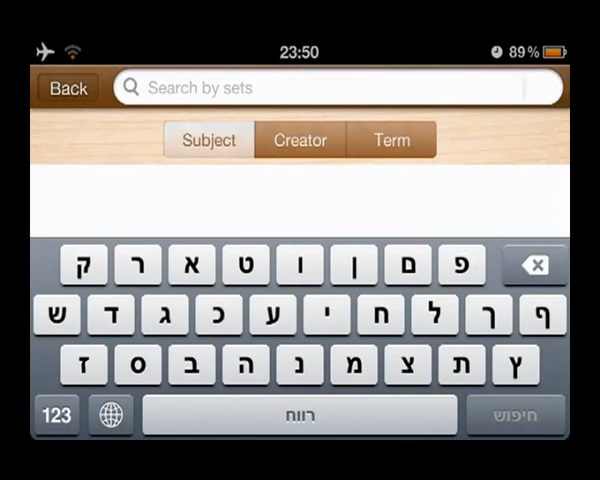 23:50 89%
Back Search by sets
Subject Creator Term
ק ר א ט ו ן ם פ
ש ד ג כ ע י ח ל ך ף
ז ס ב ה נ מ צ ת ץ
123 רווח חיפוש